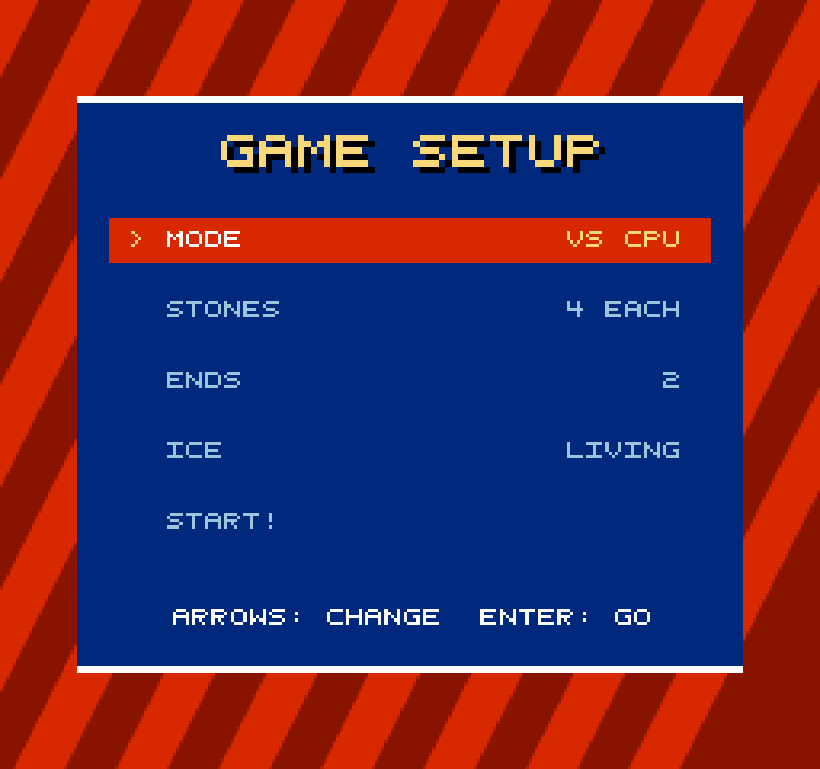 GAME SETUP
> MODE VS CPU
STONES 4 EACH
ENDS 2
ICE LIVING
START!
ARROWS: CHANGE ENTER: GO